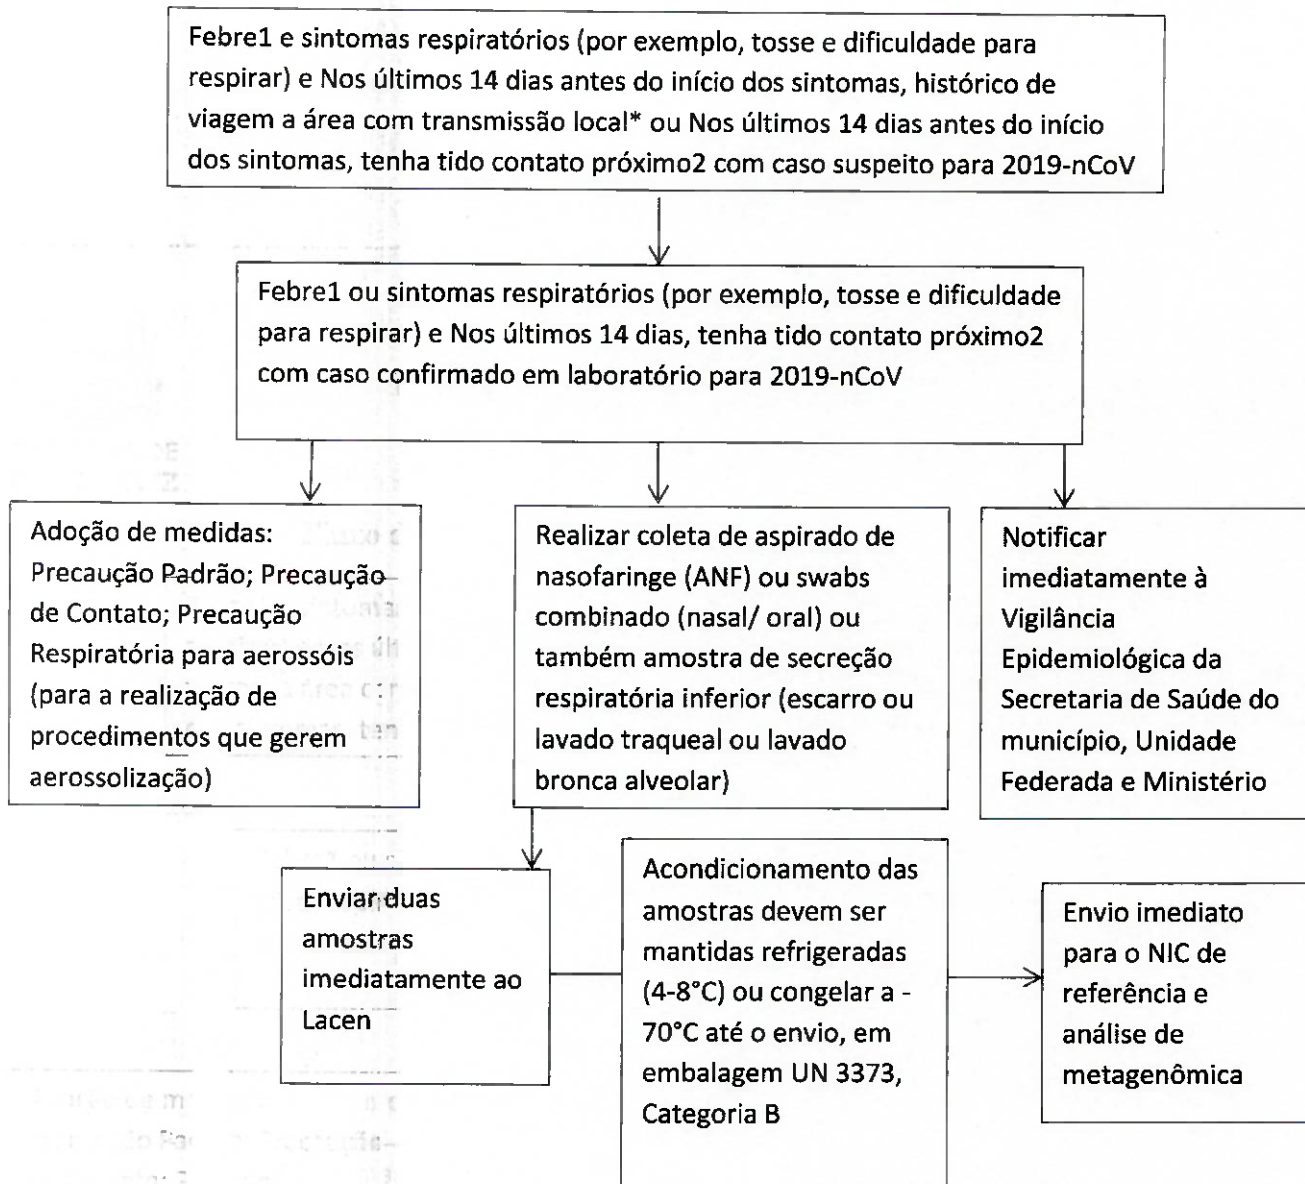 Febre1 e sintomas respiratórios (por exemplo, tosse e dificuldade para
respirar) e Nos últimos 14 dias antes do início dos sintomas, histórico de
viagem a área com transmissão local* ou Nos últimos 14 dias antes do início
dos sintomas, tenha tido contato próximo2 com caso suspeito para 2019-nCoV
Febre1 ou sintomas respiratórios (por exemplo, tosse e dificuldade
para respirar) e Nos últimos 14 dias, tenha tido contato próximo2
com caso confirmado em laboratório para 2019-nCoV
Adoção de medidas:
Precaução Padrão; Precaução
de Contato; Precaução
Respiratória para aerossóis
(para a realização de
procedimentos que gerem
aerossolização)
Realizar coleta de aspirado de
nasofaringe (ANF) ou swabs
combinado (nasal/ oral) ou
também amostra de secreção
respiratória inferior (escarro ou
lavado traqueal ou lavado
bronca alveolar)
Notificar
imediatamente à
Vigilância
Epidemiológica da
Secretaria de Saúde do
município, Unidade
Federada e Ministério
Enviar duas
amostras
imediatamente ao
Lacen
Acondicionamento das
amostras devem ser
mantidas refrigeradas
(4-8°C) ou congelar a -
70°C até o envio, em
embalagem UN 3373,
Categoria B
Envio imediato
para o NIC de
referência e
análise de
metagenômica